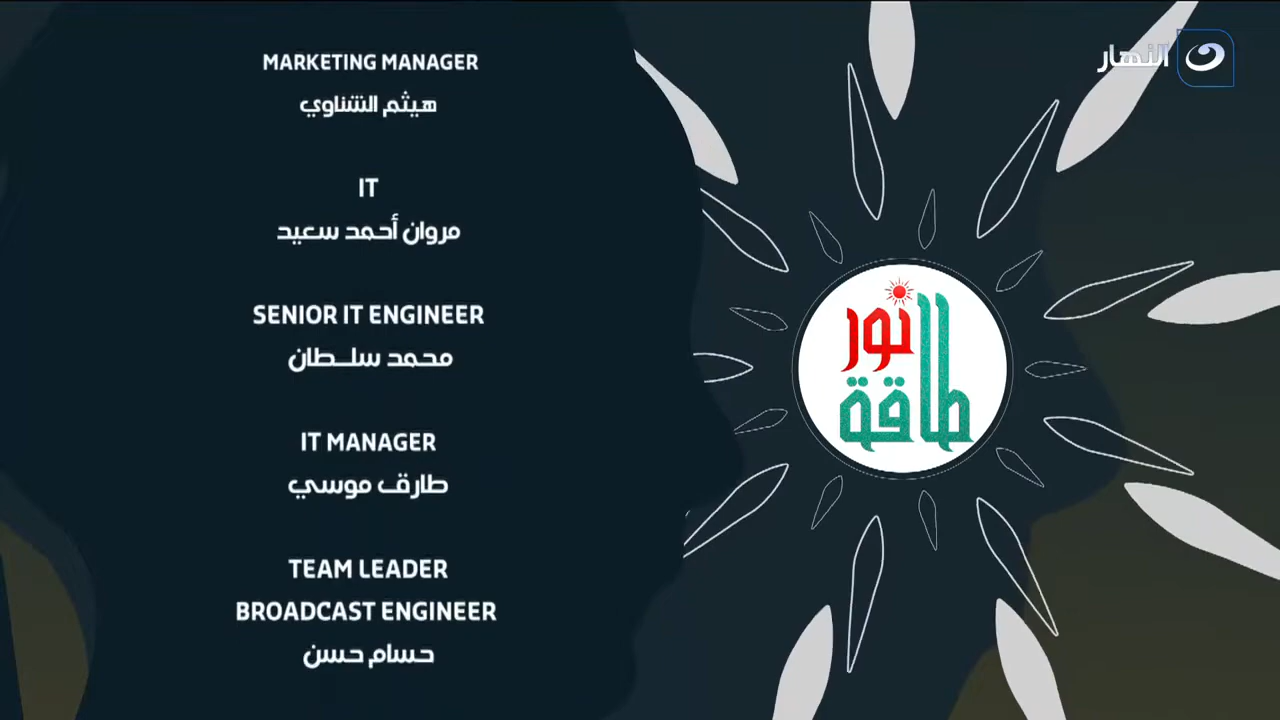 MARKETING MANAGER
هيثم الشناوي
IT
مروان أحمد سعيد
SENIOR IT ENGINEER
محمد سلطان
IT MANAGER
طارق موسي
TEAM LEADER
BROADCAST ENGINEER
حسام حسن
النهار
طاقة نور